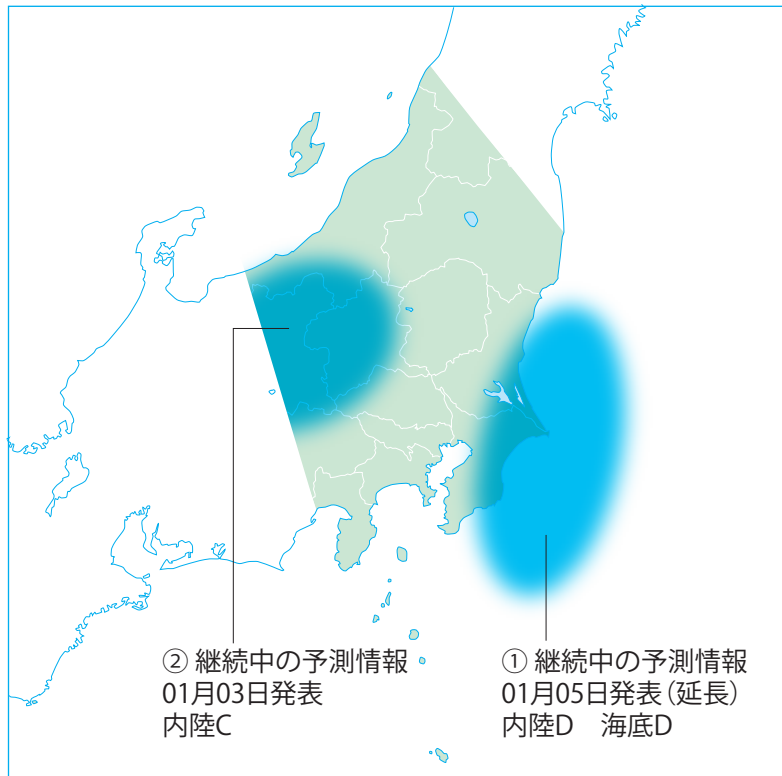 ② 継続中の予測情報
01月03日発表
内陸C
① 継続中の予測情報
01月05日発表（延長）
内陸D　海底D